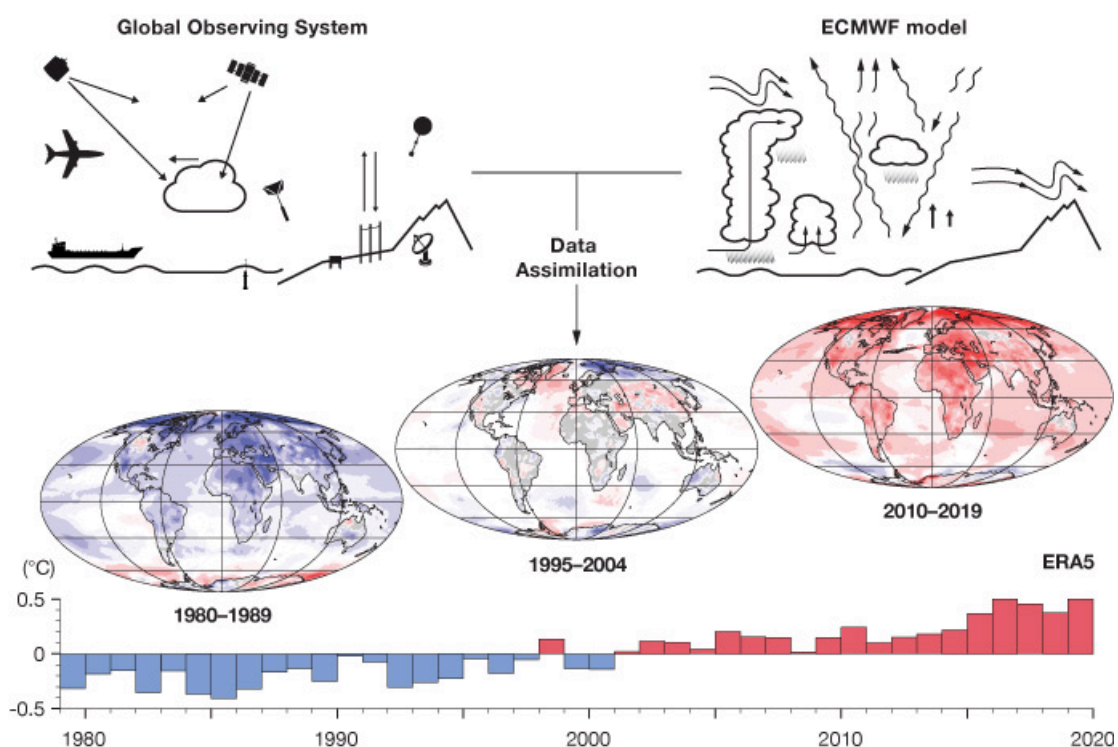 Global Observing System
ECMWF model
Data
Assimilation
2010–2019
1995–2004
1980–1989
ERA5
(°C)
0.5
0
-0.5
1980
1990
2000
2010
2020